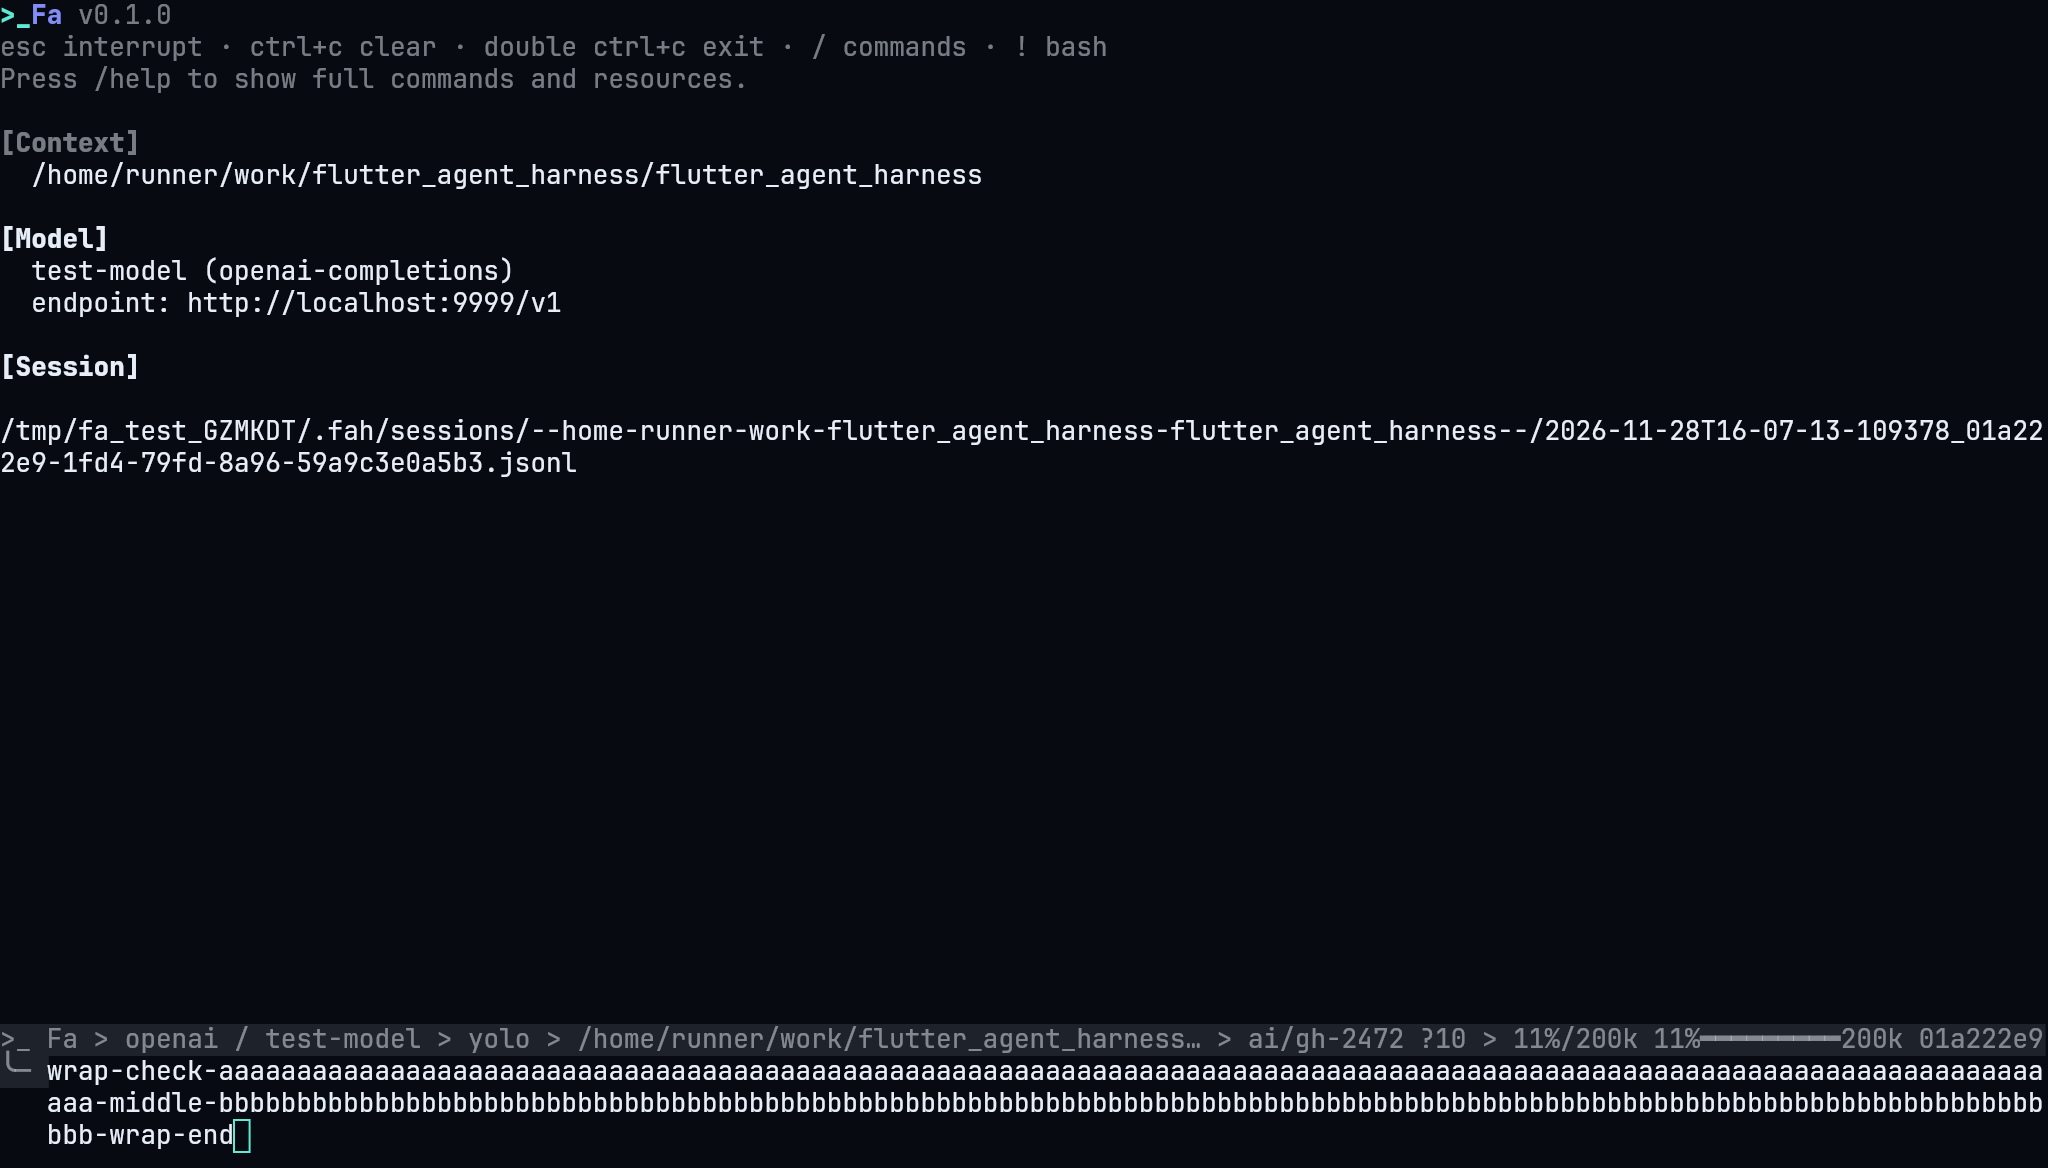 >_Fa v0.1.0
esc interrupt · ctrl+c clear · double ctrl+c exit · / commands · ! bash
Press /help to show full commands and resources.
[Context]
/home/runner/work/flutter_agent_harness/flutter_agent_harness
[Model]
test-model (openai-completions)
endpoint: http://localhost:9999/v1
[Session]
/tmp/fa_test_GZMKDT/.fah/sessions/--home-runner-work-flutter_agent_harness-flutter_agent_harness--/2026-11-28T16-07-13-109378_01a22
2e9-1fd4-79fd-8a96-59a9c3e0a5b3.jsonl
>_ Fa > openai / test-model > yolo > /home/runner/work/flutter_agent_harness… > ai/gh-2472 ?10 > 11%/200k 11%━━━━━━━━━200k 01a222e9
wrap-check-aaaaaaaaaaaaaaaaaaaaaaaaaaaaaaaaaaaaaaaaaaaaaaaaaaaaaaaaaaaaaaaaaaaaaaaaaaaaaaaaaaaaaaaaaaaaaaaaaaaaaaaaaaaaaaaaaaaaa
aaa-middle-bbbbbbbbbbbbbbbbbbbbbbbbbbbbbbbbbbbbbbbbbbbbbbbbbbbbbbbbbbbbbbbbbbbbbbbbbbbbbbbbbbbbbbbbbbbbbbbbbbbbbbbbbbbbbbbbbbbbb
bbb-wrap-end